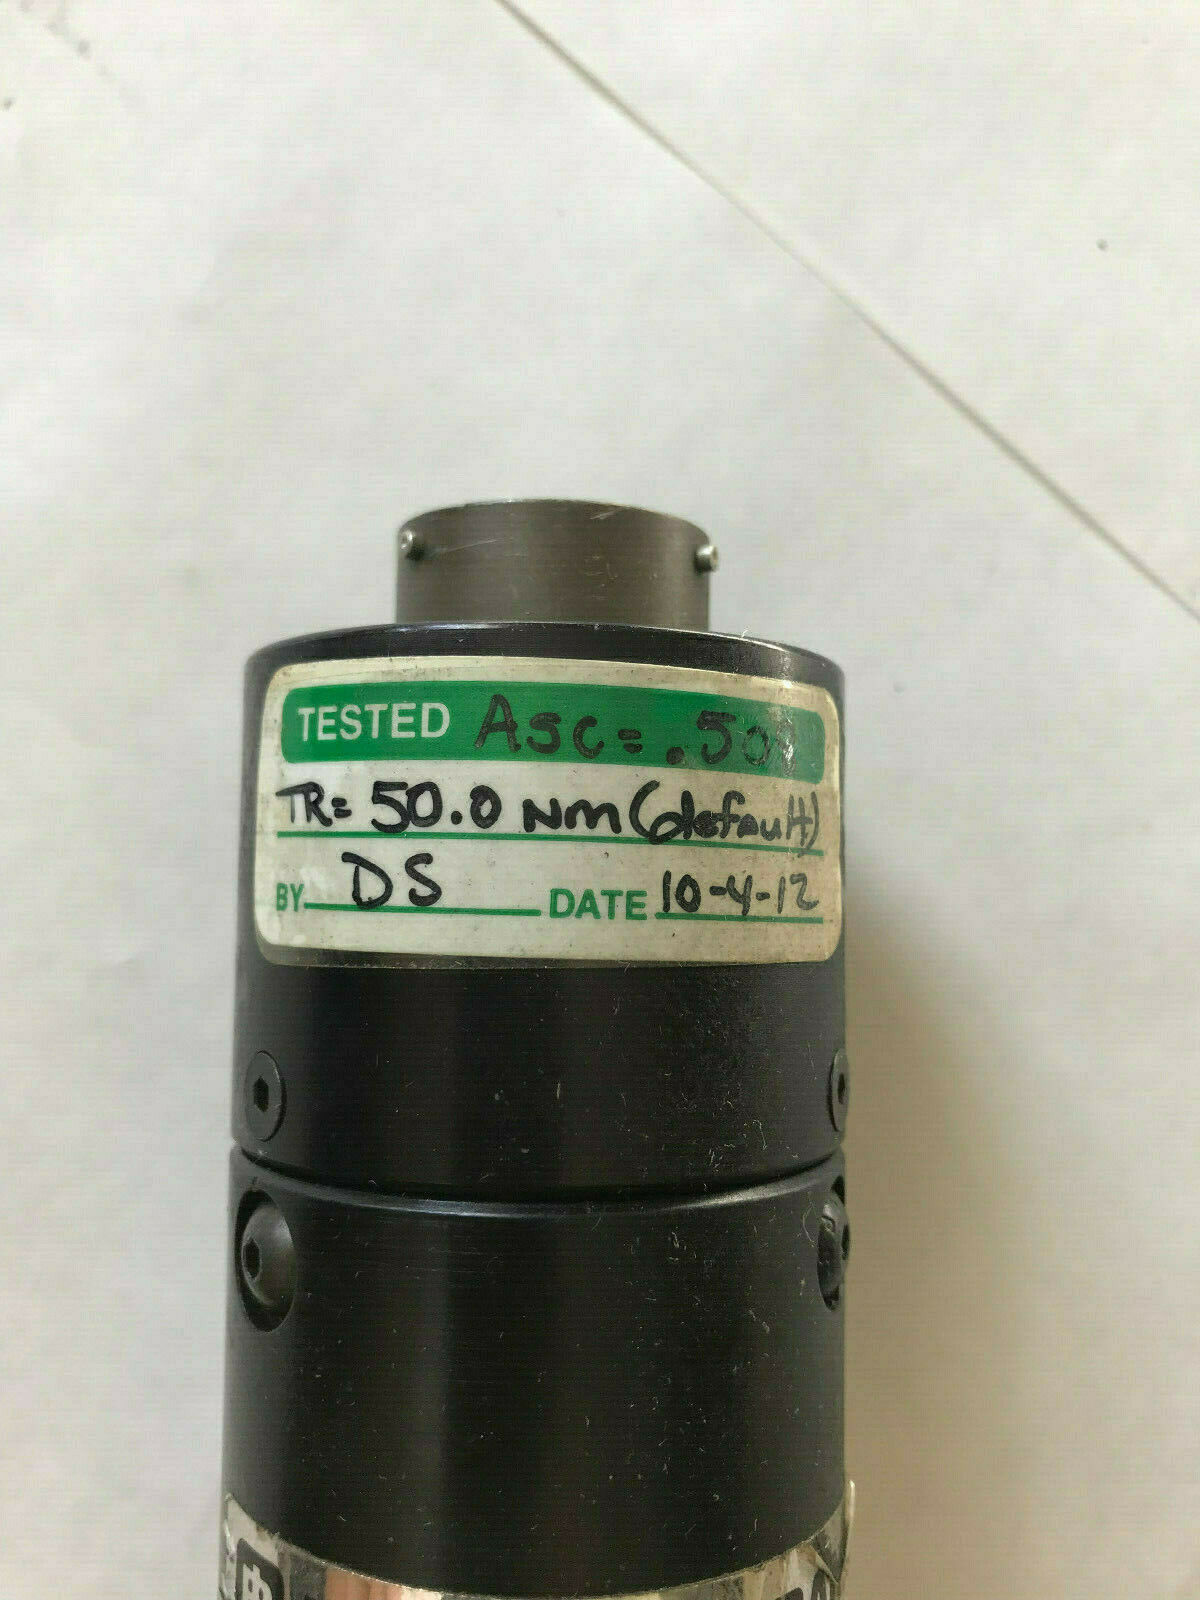 TESTED Asc = .50
TR= 50.0 Nm (default)
BY DS DATE 10-4-12